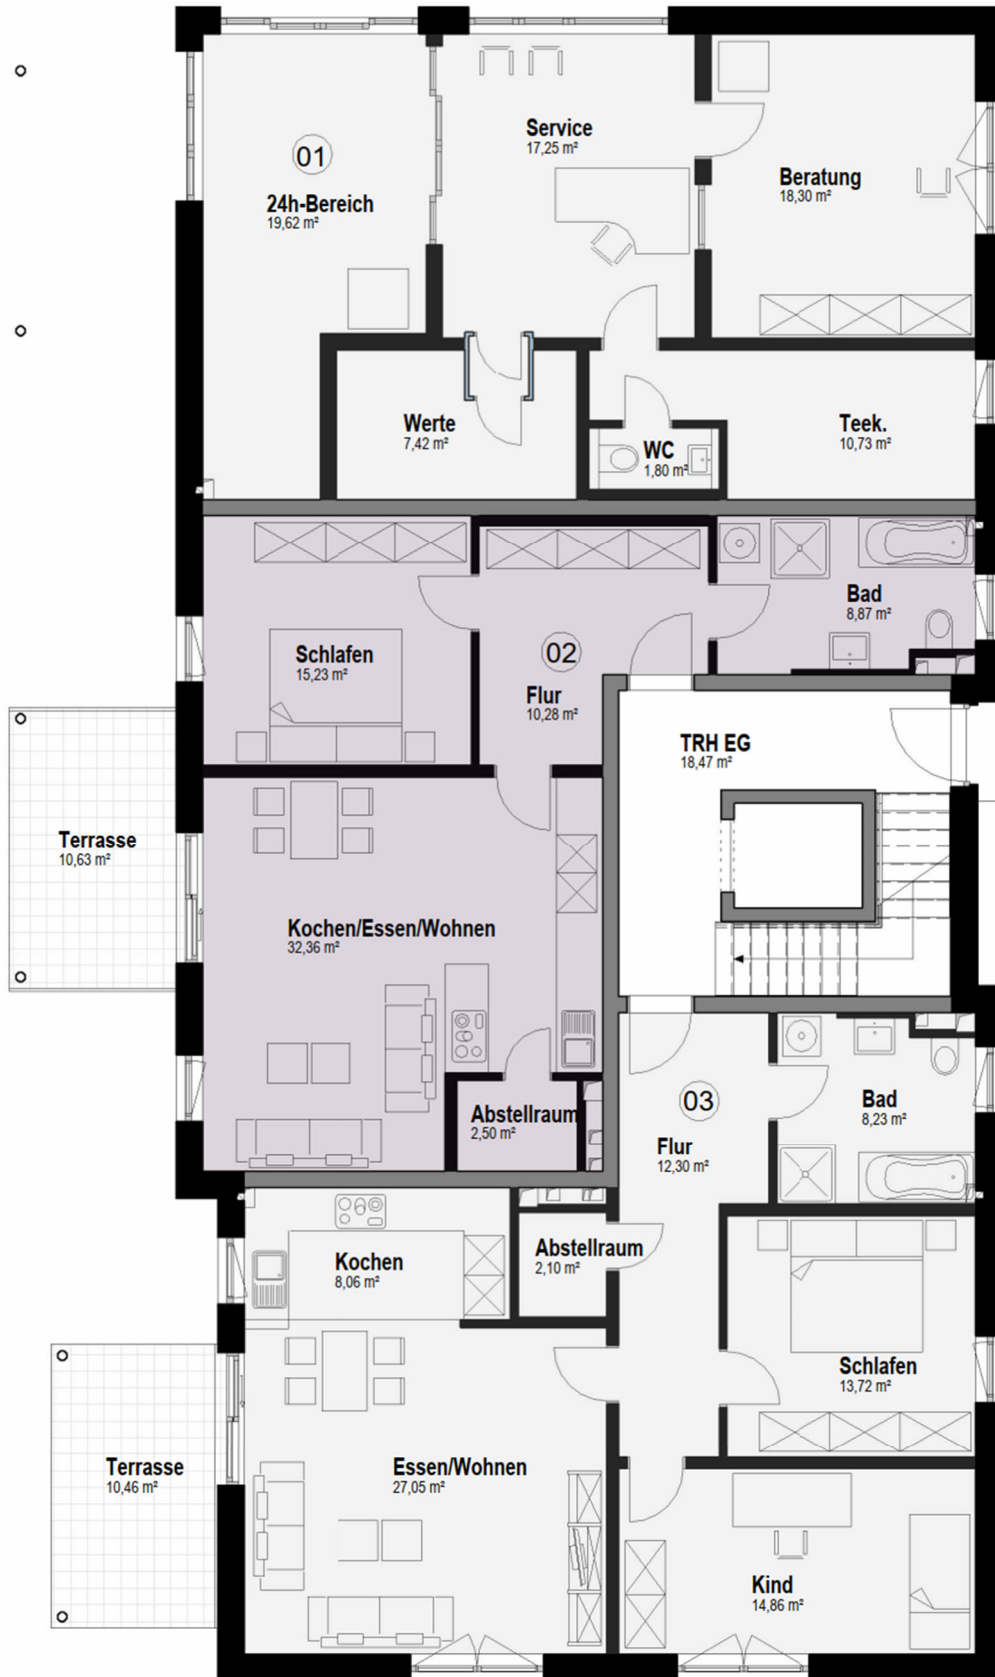 01
24h-Bereich
19,62 m²
Service
17,25 m²
Beratung
18,30 m²
Werte
7,42 m²
WC
1,80 m²
Teek.
10,73 m²
Schlafen
15,23 m²
02
Flur
10,28 m²
Bad
8,87 m²
TRH EG
18,47 m²
Terrasse
10,63 m²
Kochen/Essen/Wohnen
32,36 m²
Abstellraum
2,50 m²
03
Flur
12,30 m²
Bad
8,23 m²
Kochen
8,06 m²
Abstellraum
2,10 m²
Schlafen
13,72 m²
Terrasse
10,46 m²
Essen/Wohnen
27,05 m²
Kind
14,86 m²